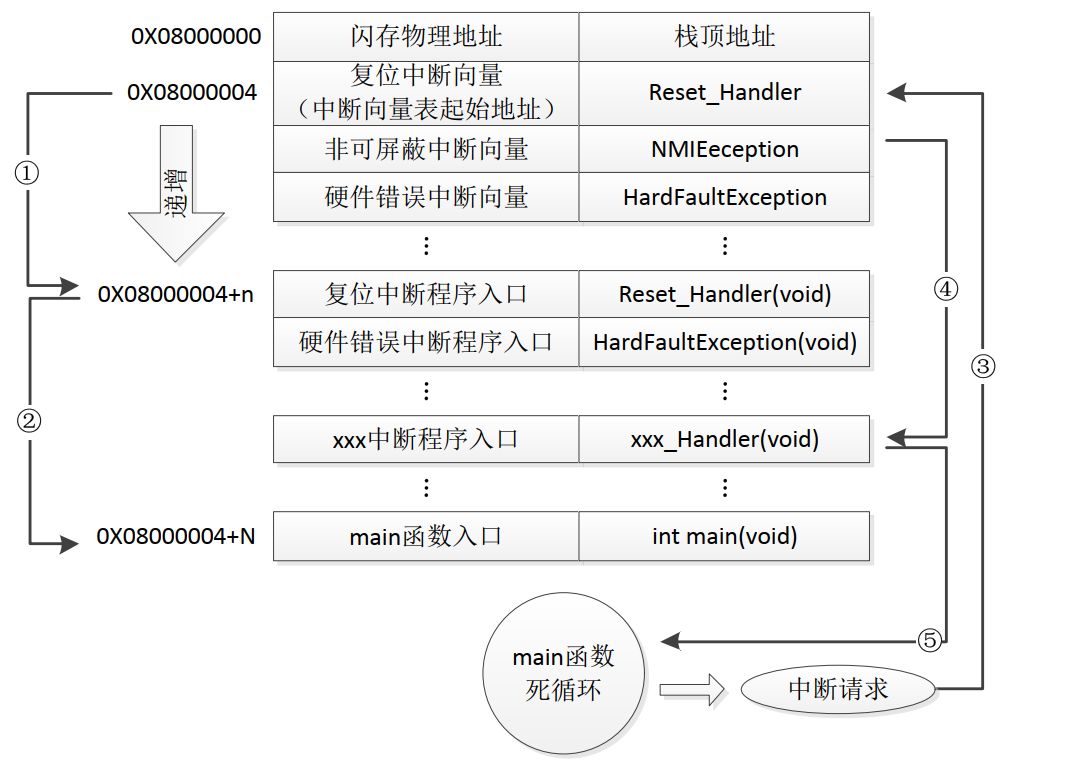 0X08000000 闪存物理地址 栈顶地址
复位中断向量
0X08000004 (中断向量表起始地址) Reset_Handler
非可屏蔽中断向量 NMIEeception
①
递增
硬件错误中断向量 HardFaultException
⋮ ⋮
0X08000004+n 复位中断程序入口 Reset_Handler(void)
④
硬件错误中断程序入口 HardFaultException(void)
③
⋮ ⋮
②
xxx中断程序入口 xxx_Handler(void)
⋮ ⋮
0X08000004+N main函数入口 int main(void)
⑤
main函数
死循环
中断请求